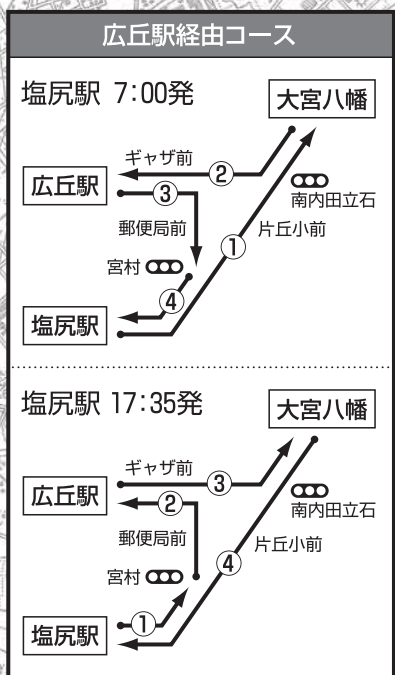 広丘駅経由コース
塩尻駅 7:00発
大宮八幡
ギャザ前
②
広丘駅
③
南内田立石
郵便局前
①
片丘小前
宮村
④
塩尻駅
塩尻駅 17:35発
大宮八幡
ギャザ前
③
広丘駅
②
南内田立石
郵便局前
片丘小前
④
宮村
①
塩尻駅